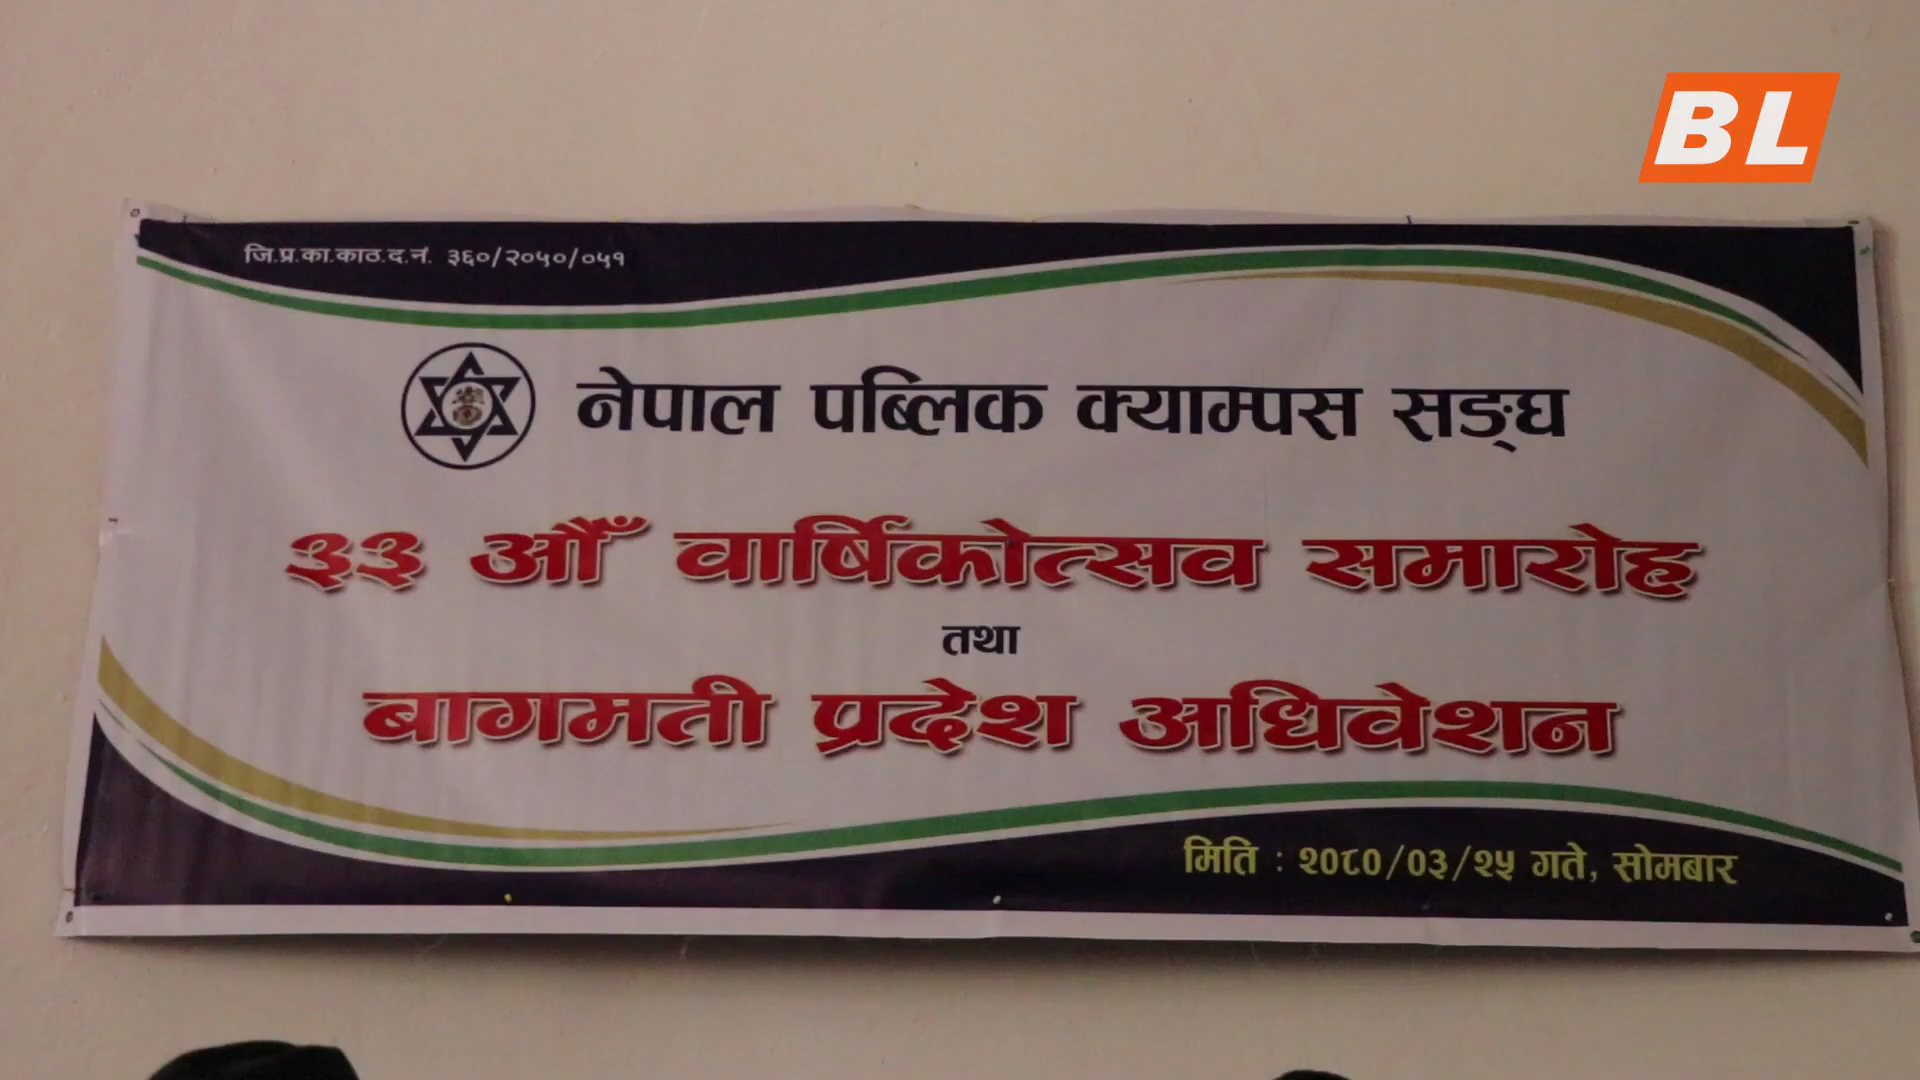 BL
जि.प्र.का.काठ.द.नं. ३६०/२०५०/०५१
नेपाल पब्लिक क्याम्पस सङ्घ
३३ औँ वार्षिकोत्सव समारोह
तथा
बागमती प्रदेश अधिवेशन
मिति : २०८०/०३/२५ गते, सोमबार